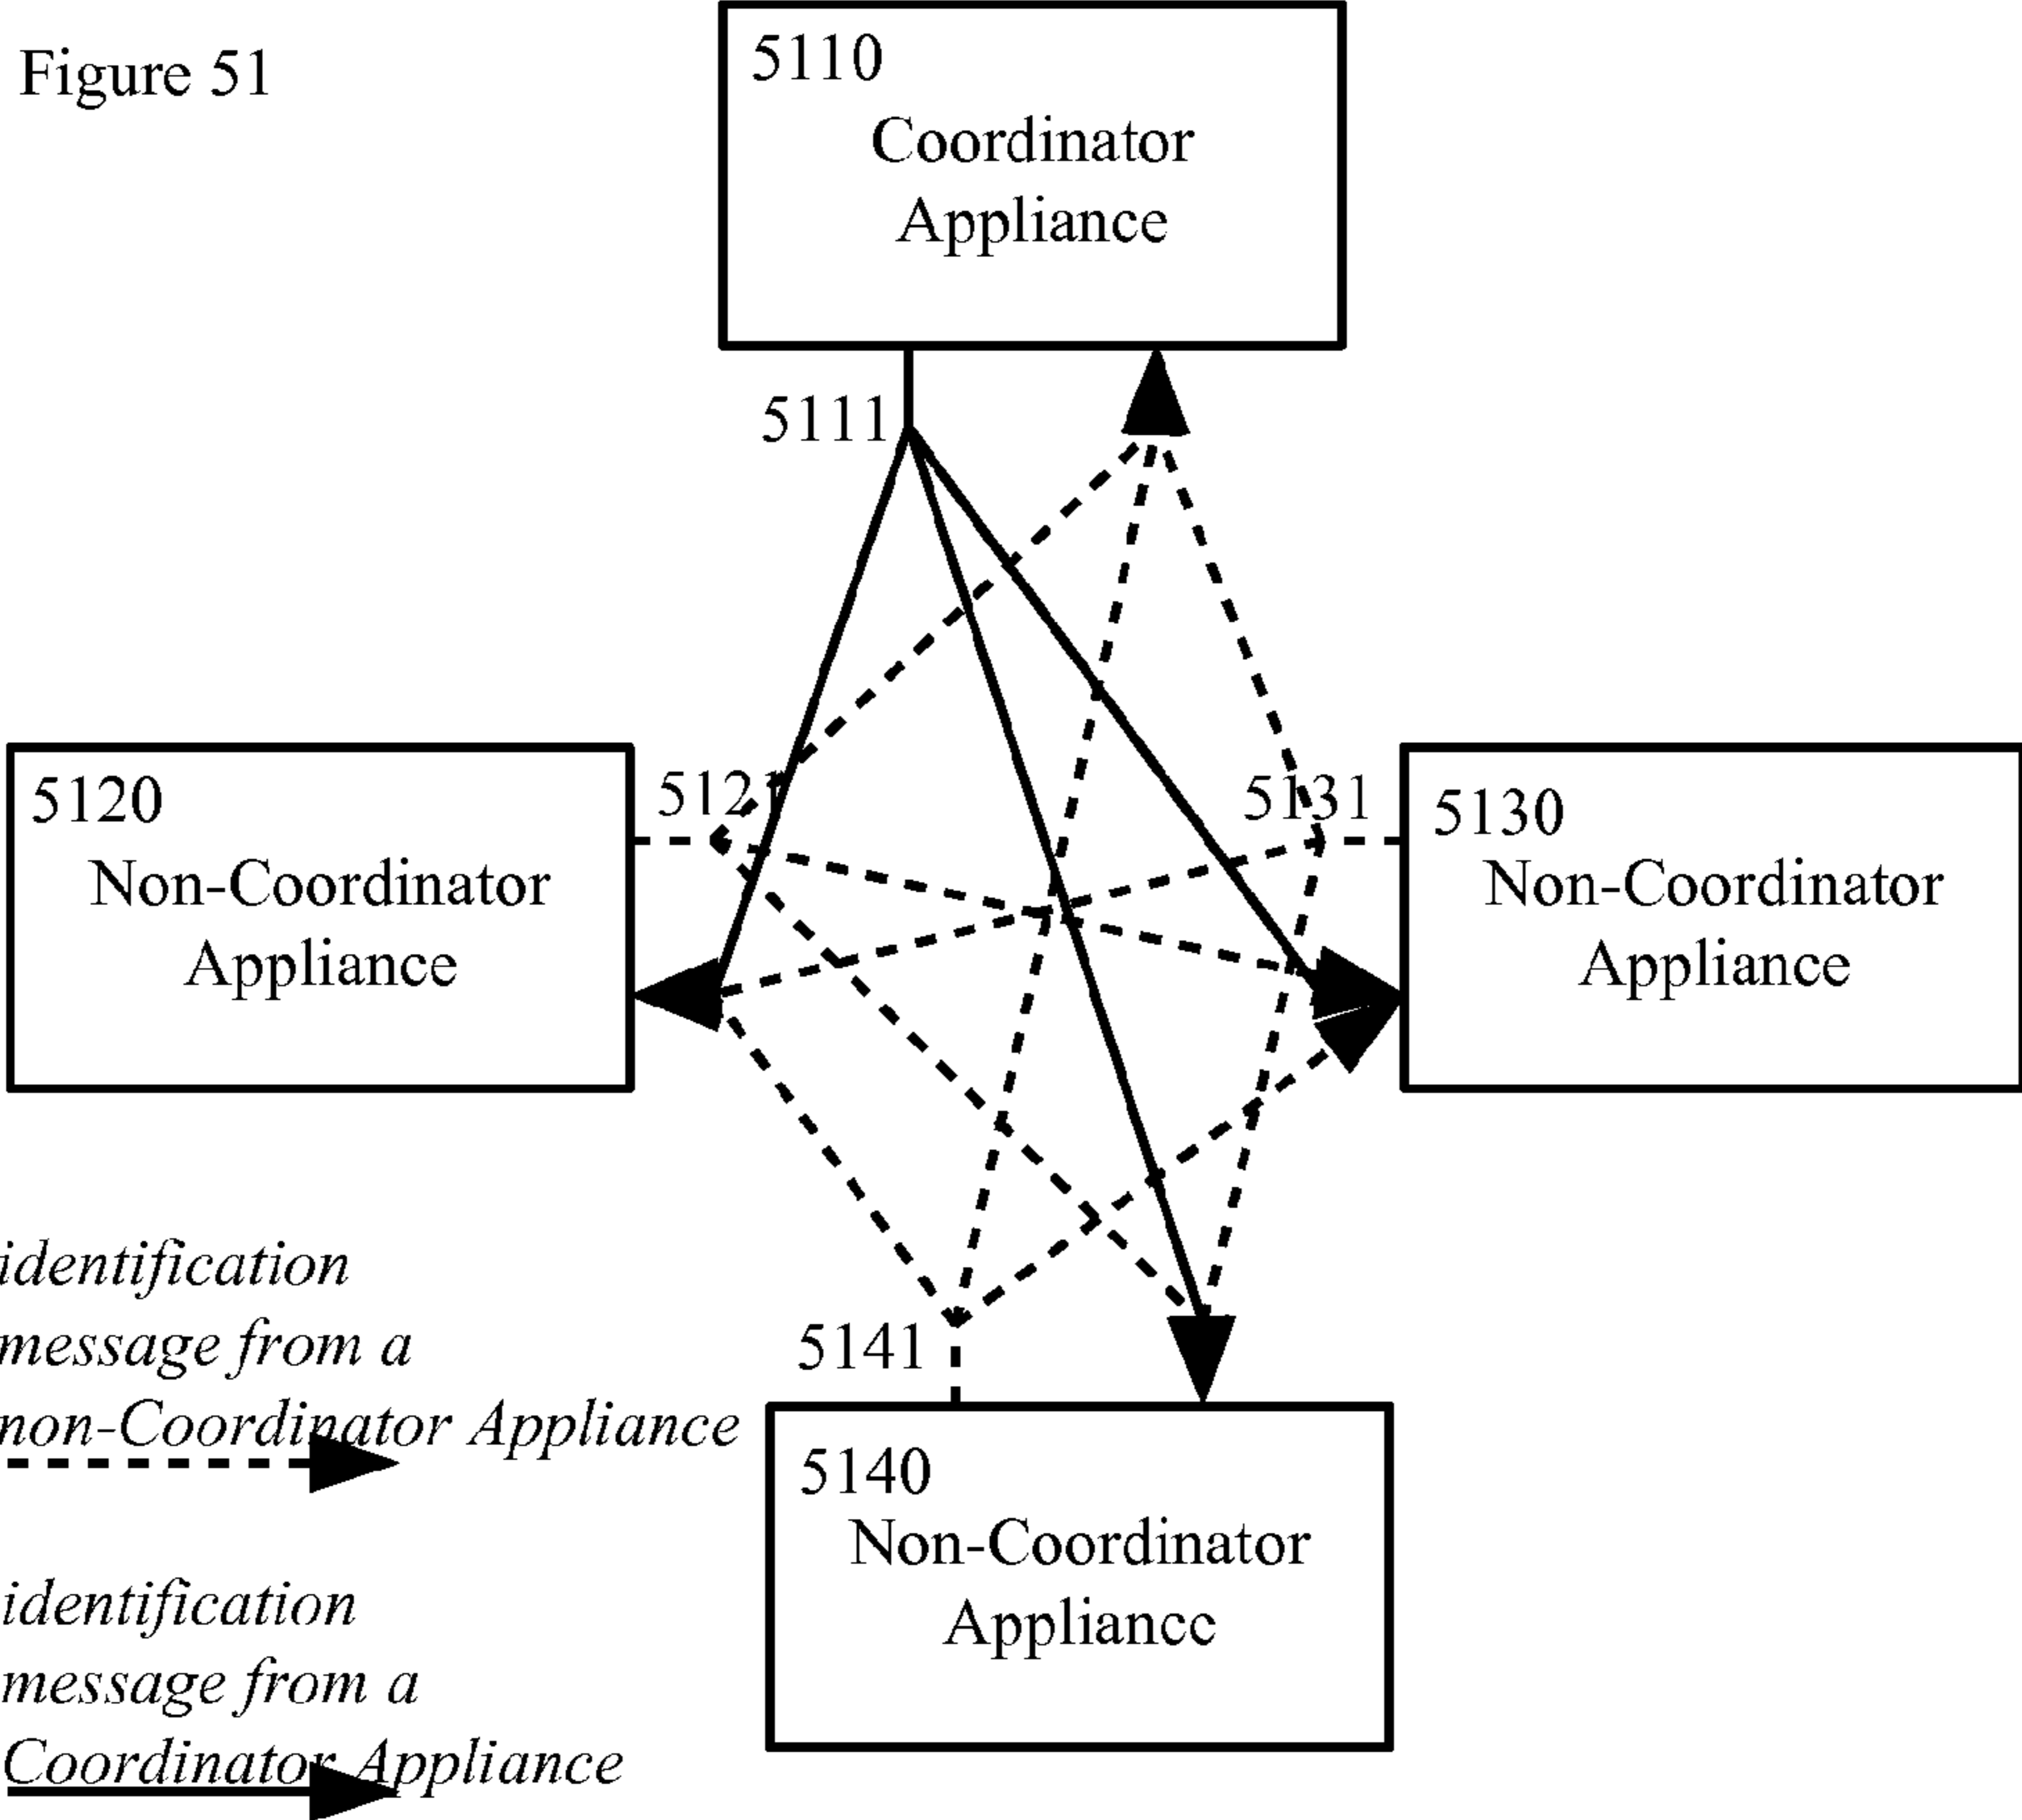 Figure 51
5110
Coordinator
Appliance
5111
5120
Non-Coordinator
Appliance
5121
5131
5130
Non-Coordinator
Appliance
identification
message from a
non-Coordinator Appliance
5141
5140
Non-Coordinator
Appliance
identification
message from a
Coordinator Appliance